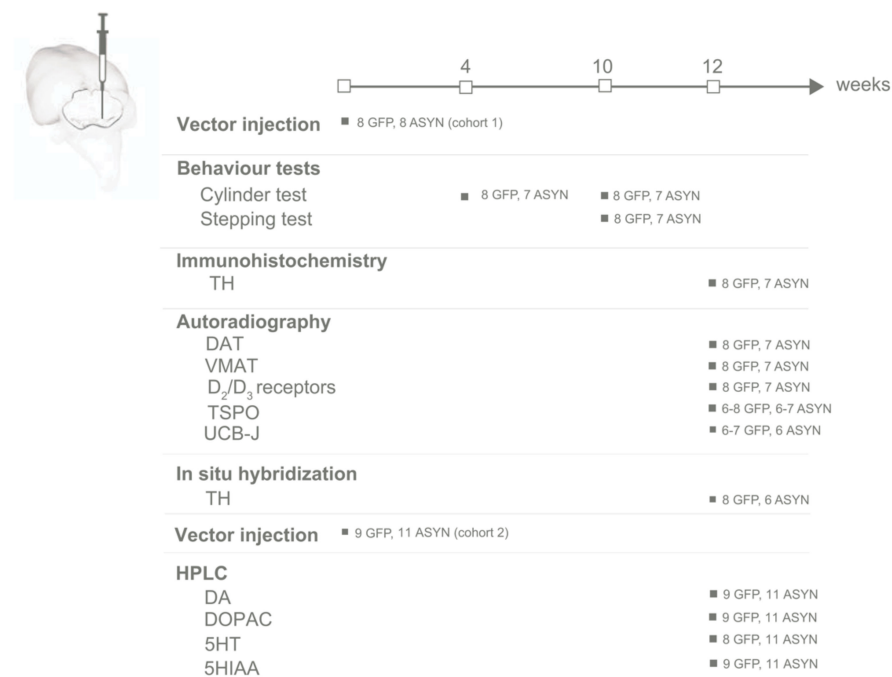 4 10 12
weeks
Vector injection 8 GFP, 8 ASYN (cohort 1)
Behaviour tests
Cylinder test 8 GFP, 7 ASYN 8 GFP, 7 ASYN
Stepping test 8 GFP, 7 ASYN
Immunohistochemistry
TH 8 GFP, 7 ASYN
Autoradiography
DAT 8 GFP, 7 ASYN
VMAT 8 GFP, 7 ASYN
D2/D3 receptors 8 GFP, 7 ASYN
TSPO 6-8 GFP, 6-7 ASYN
UCB-J 6-7 GFP, 6 ASYN
In situ hybridization
TH 8 GFP, 6 ASYN
Vector injection 9 GFP, 11 ASYN (cohort 2)
HPLC
DA 9 GFP, 11 ASYN
DOPAC 9 GFP, 11 ASYN
5HT 8 GFP, 11 ASYN
5HIAA 9 GFP, 11 ASYN